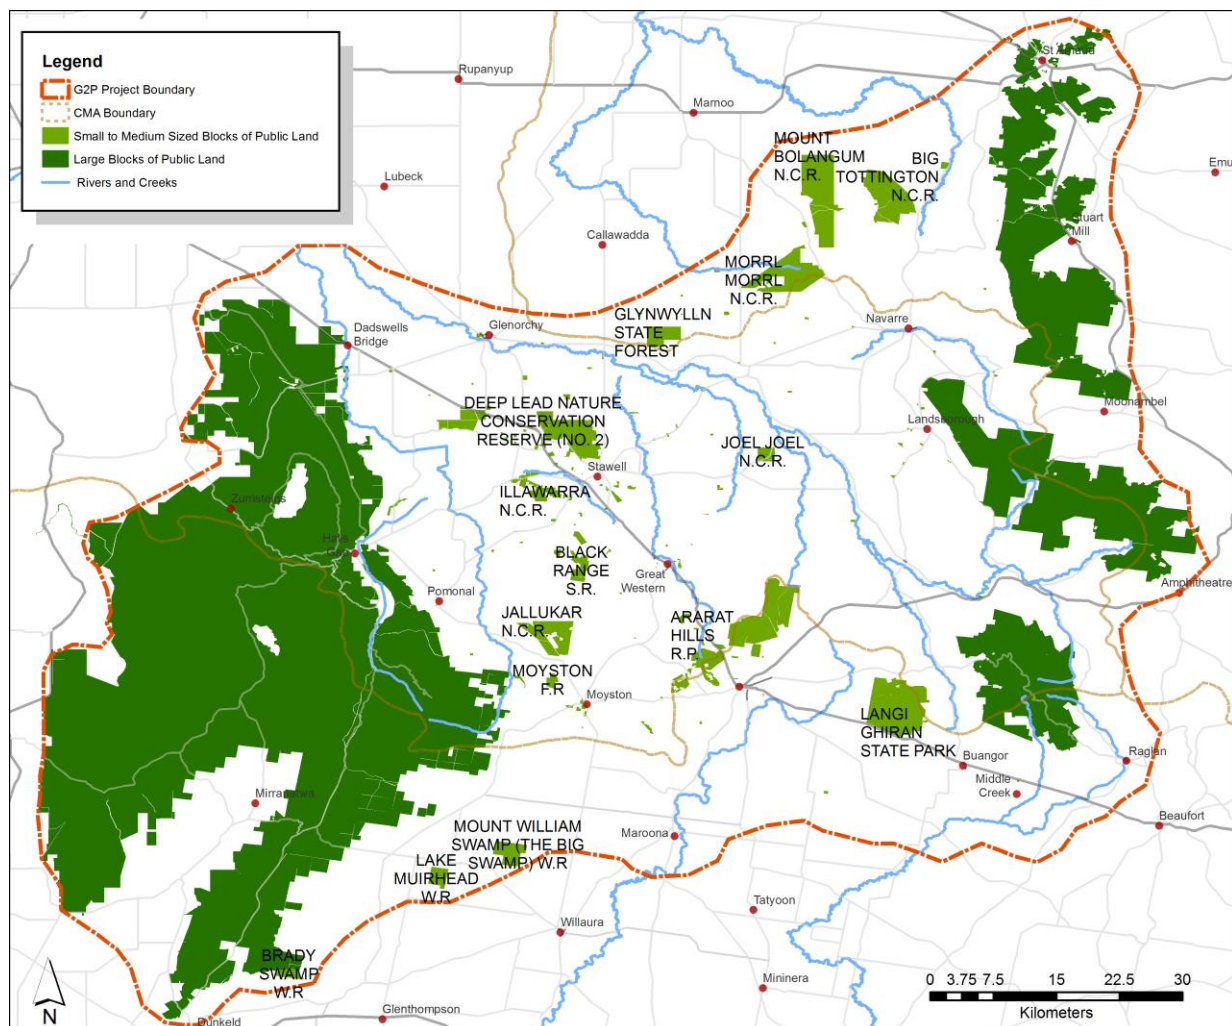 Legend
G2P Project Boundary
CMA Boundary
Small to Medium Sized Blocks of Public Land
Large Blocks of Public Land
Rivers and Creeks
Rupanyup
St Arnaud
Marnoo
MOUNT
BOLANGUM
N.C.R.
BIG
TOTTINGTON
N.C.R.
Emu
Lubeck
Stuart
Mill
Callawadda
MORRL
MORRL
N.C.R.
GLYNWYLLN
STATE
FOREST
Navarre
Dadswells
Bridge
Glenorchy
DEEP LEAD NATURE
CONSERVATION
RESERVE (NO. 2)
Moonambel
Landsborough
JOEL JOEL
N.C.R.
Stawell
ILLAWARRA
N.C.R.
Zumsteins
Halls
Gap
BLACK
RANGE
S.R.
Great
Western
Amphitheatre
Pomonal
JALLUKAR
N.C.R.
ARARAT
HILLS
R.P.
MOYSTON
F.R
Moyston
LANGI
GHIRAN
STATE PARK
Buangor
Raglan
Middle
Creek
Mirranatwa
Beaufort
MOUNT WILLIAM
SWAMP (THE BIG
SWAMP) W.R
Maroona
LAKE
MUIRHEAD
W.R
Tatyoon
Willaura
BRADY
SWAMP
W.R
Mininera
Glenthompson
Dunkeld
N
0 3.75 7.5 15 22.5 30
Kilometers